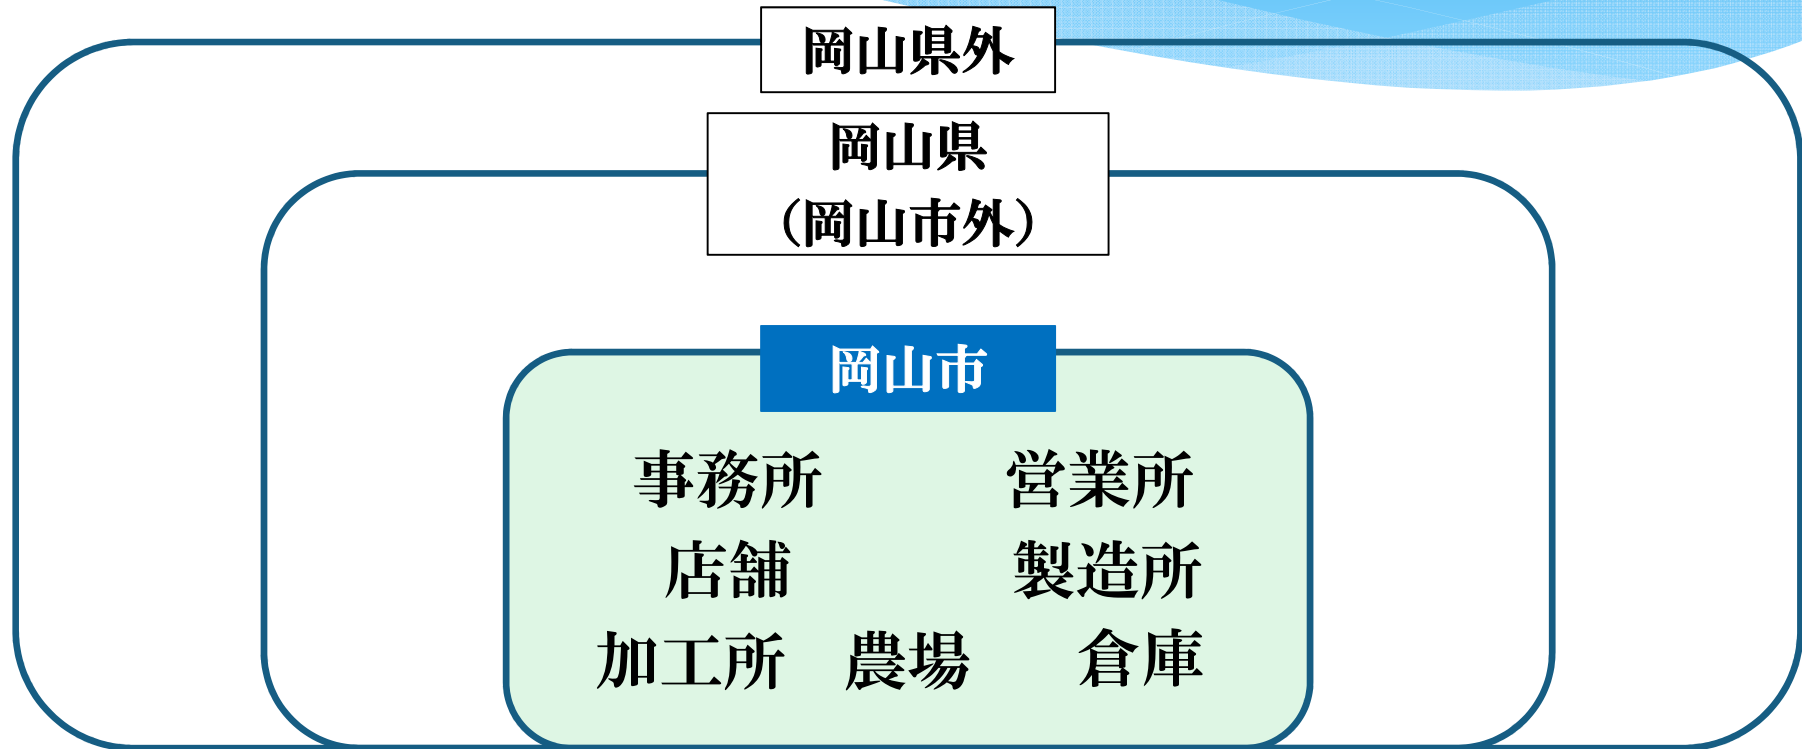 岡山県外
岡山県
（岡山市外）
岡山市
事務所 営業所
店舗 製造所
加工所 農場 倉庫